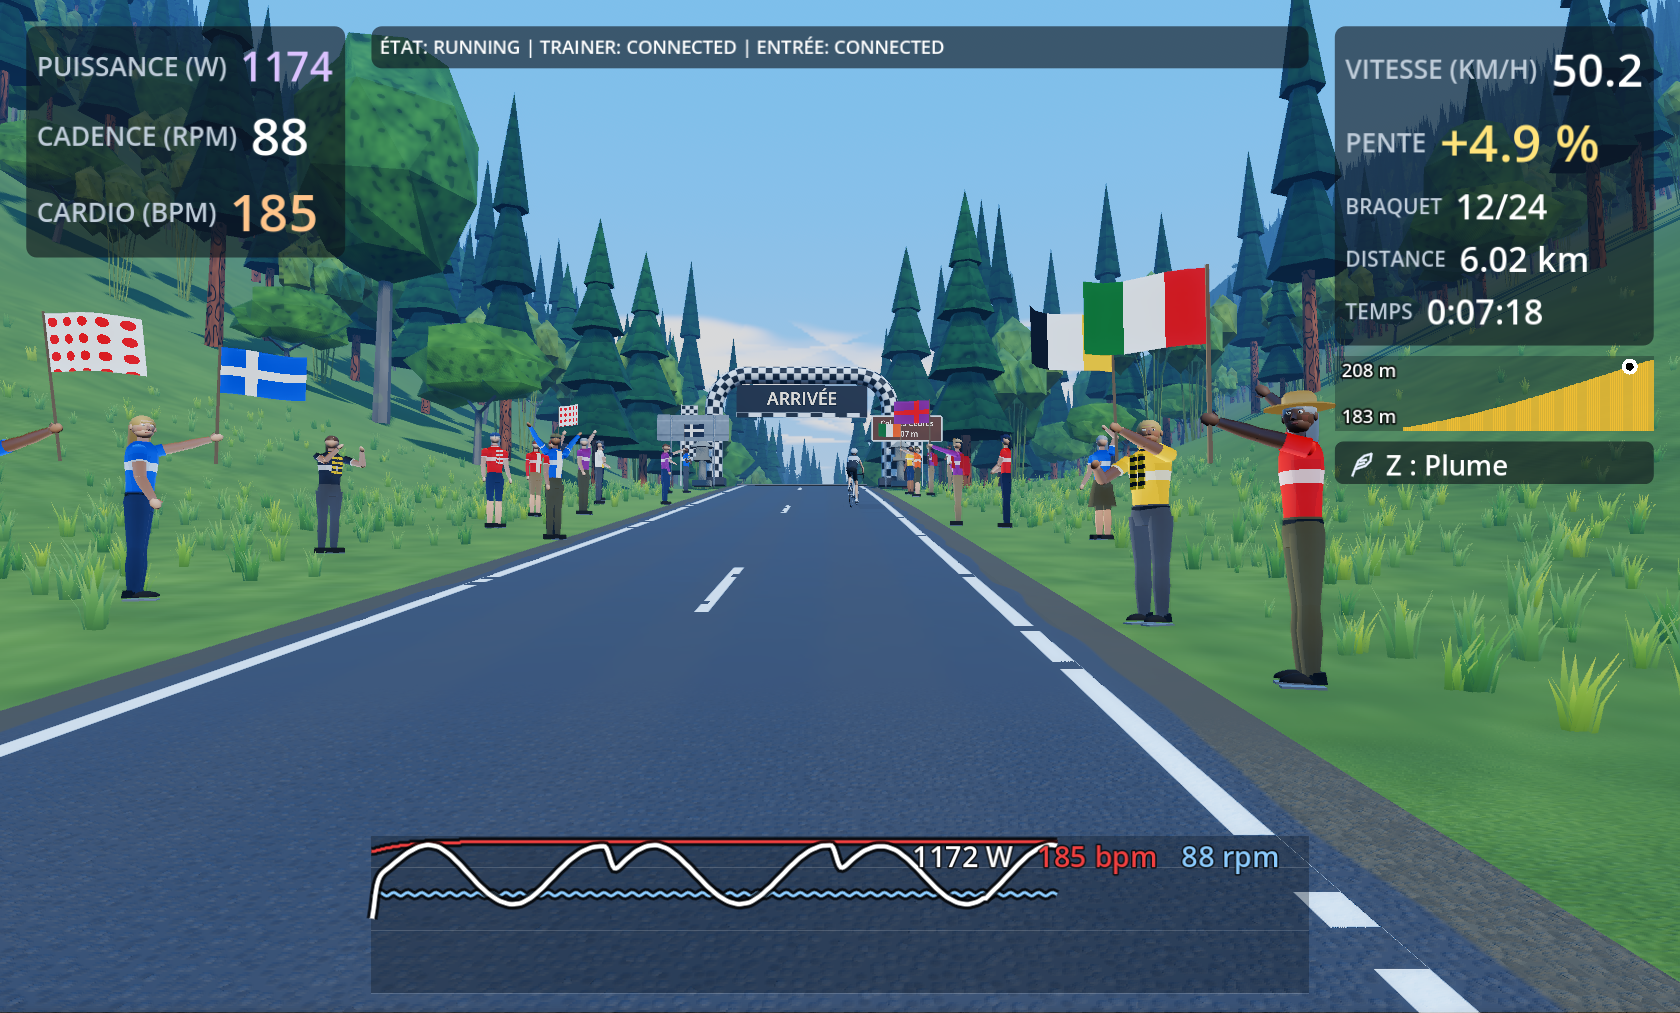 PUISSANCE (W) 1174
CADENCE (RPM) 88
CARDIO (BPM) 185
ÉTAT: RUNNING | TRAINER: CONNECTED | ENTRÉE: CONNECTED
VITESSE (KM/H) 50.2
PENTE +4.9 %
BRAQUET 12/24
DISTANCE 6.02 km
TEMPS 0:07:18
208 m
183 m
Z : Plume
ARRIVÉE
1172 W 185 bpm 88 rpm